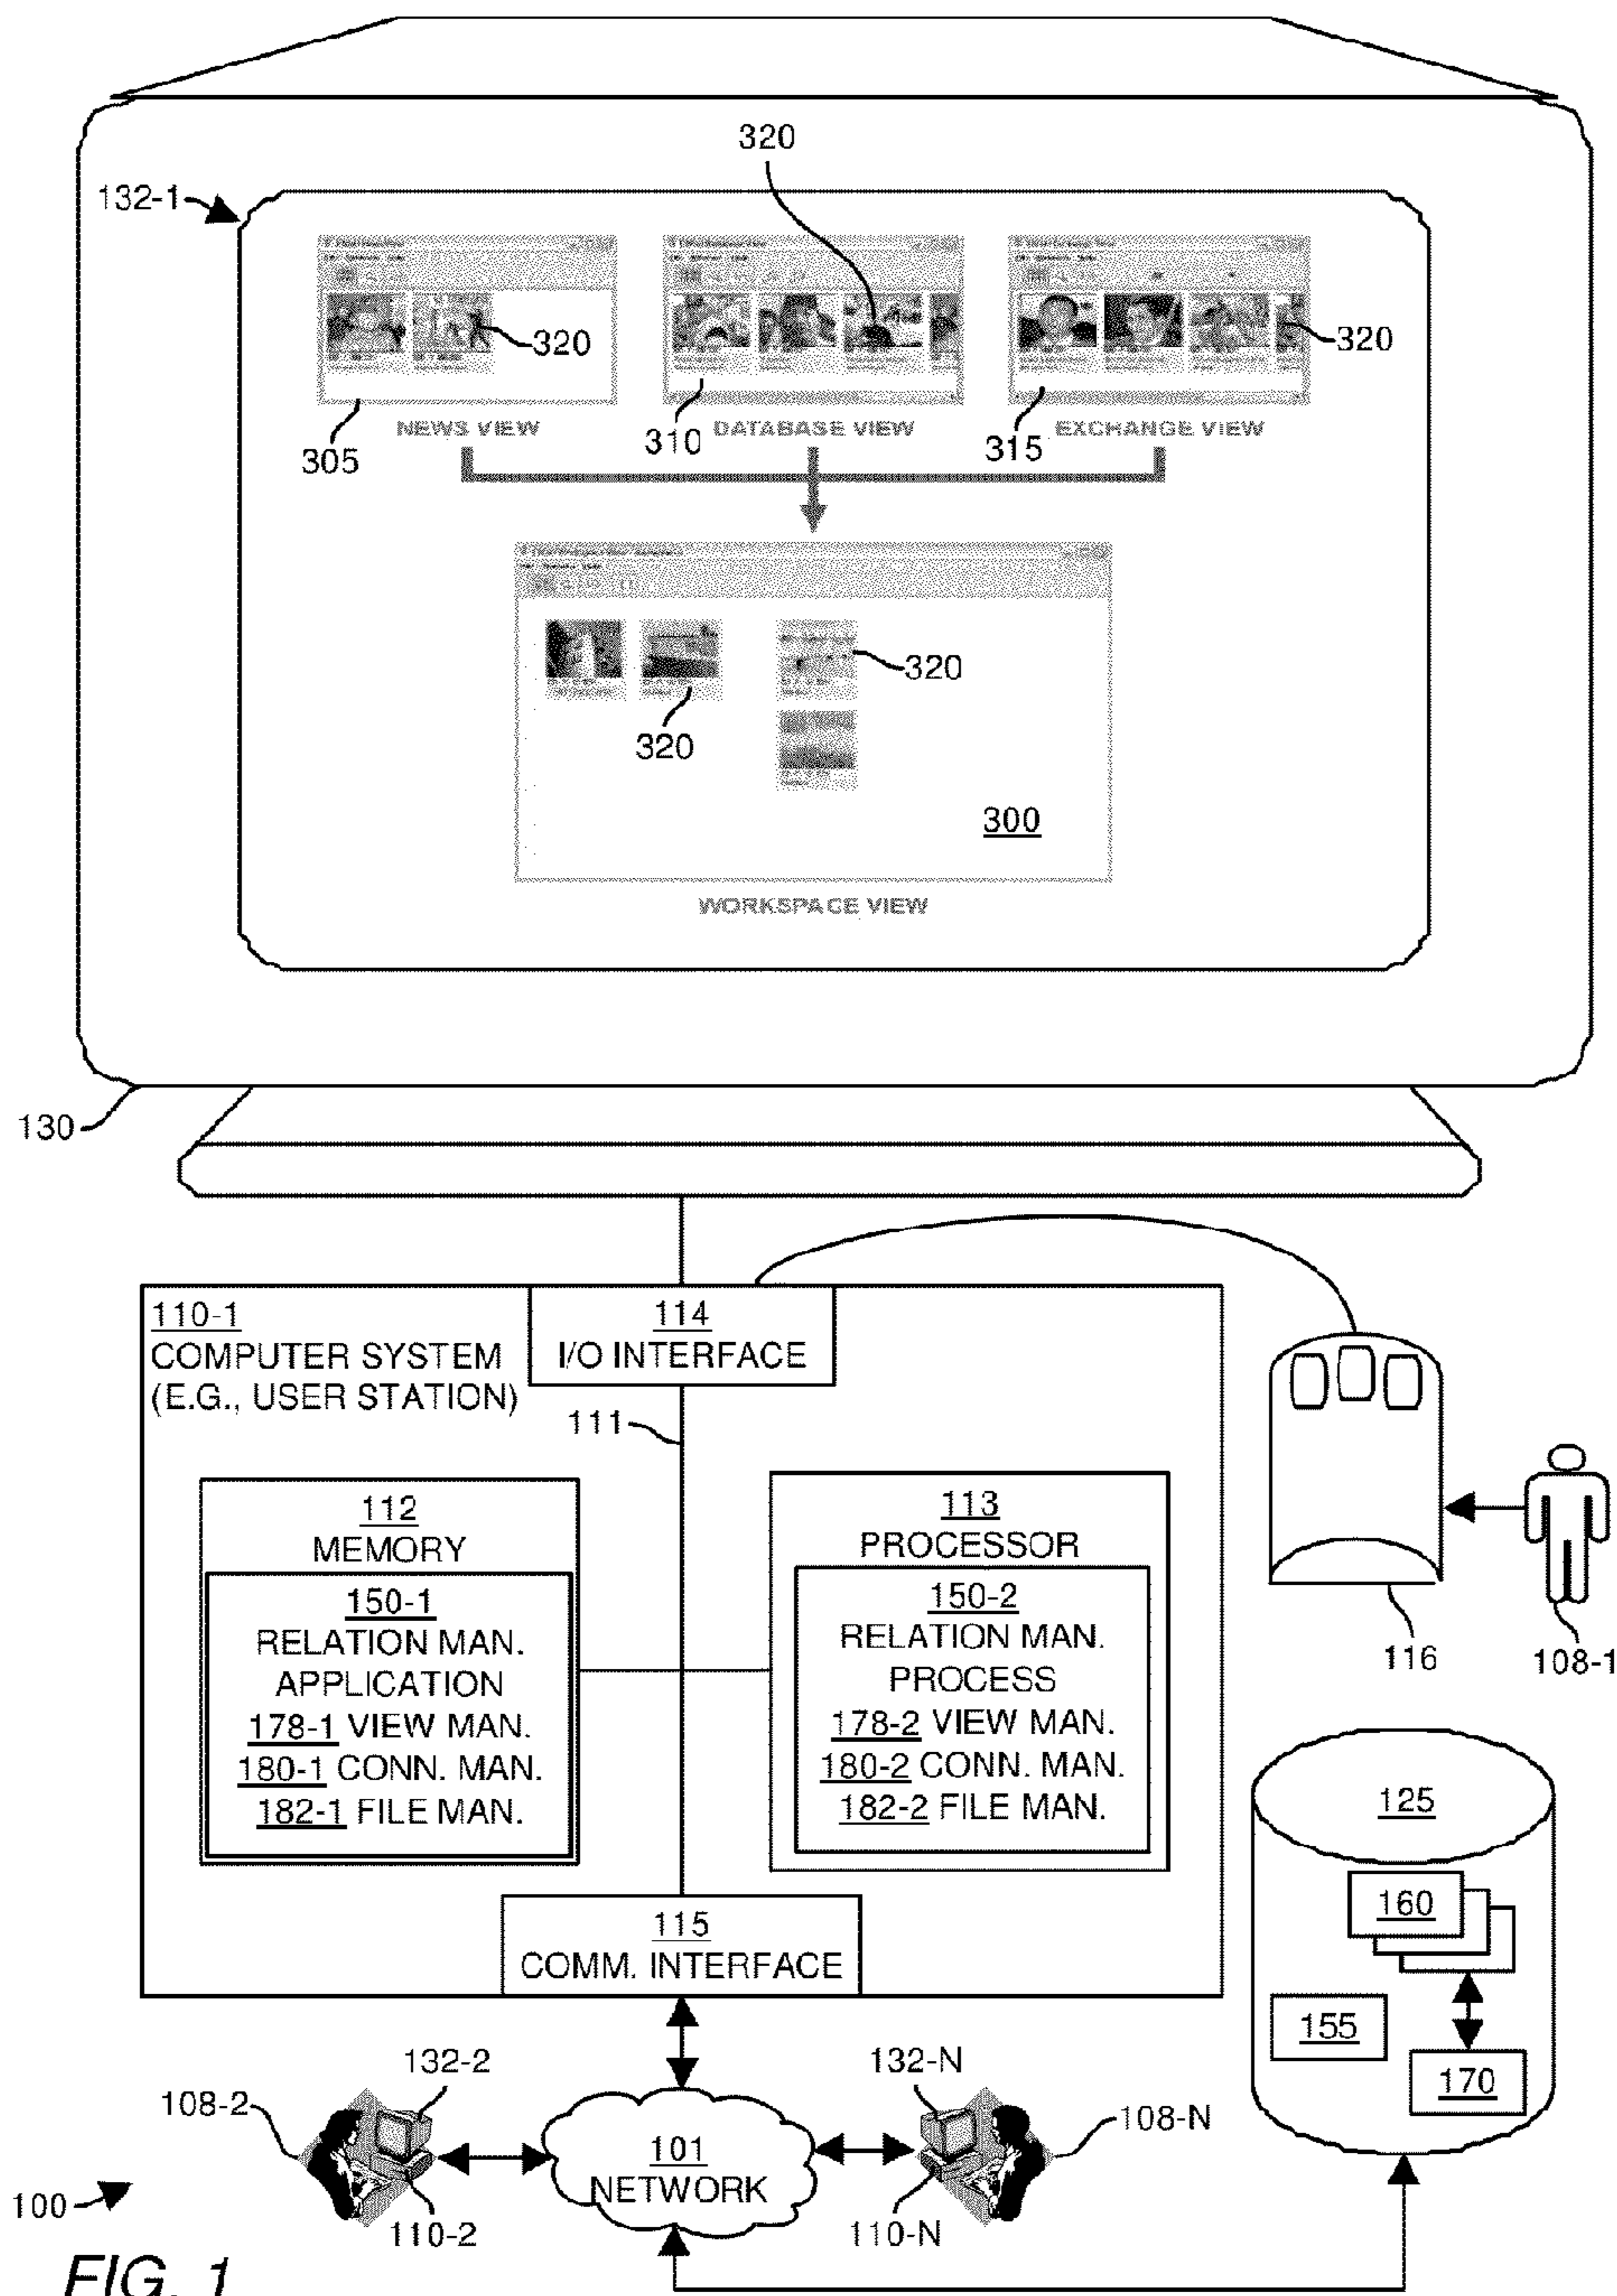 320
132-1
320
320
305
310
315
NEWS VIEW
DATABASE VIEW
EXCHANGE VIEW
320
320
300
WORKSPACE VIEW
130
110-1
COMPUTER SYSTEM
(E.G., USER STATION)
114
I/O INTERFACE
111
112
MEMORY
150-1
RELATION MAN.
APPLICATION
178-1 VIEW MAN.
180-1 CONN. MAN.
182-1 FILE MAN.
113
PROCESSOR
150-2
RELATION MAN.
PROCESS
178-2 VIEW MAN.
180-2 CONN. MAN.
182-2 FILE MAN.
116
108-1
125
160
155
170
115
COMM. INTERFACE
132-2
132-N
108-2
108-N
101
NETWORK
110-2
110-N
100
FIG. 1